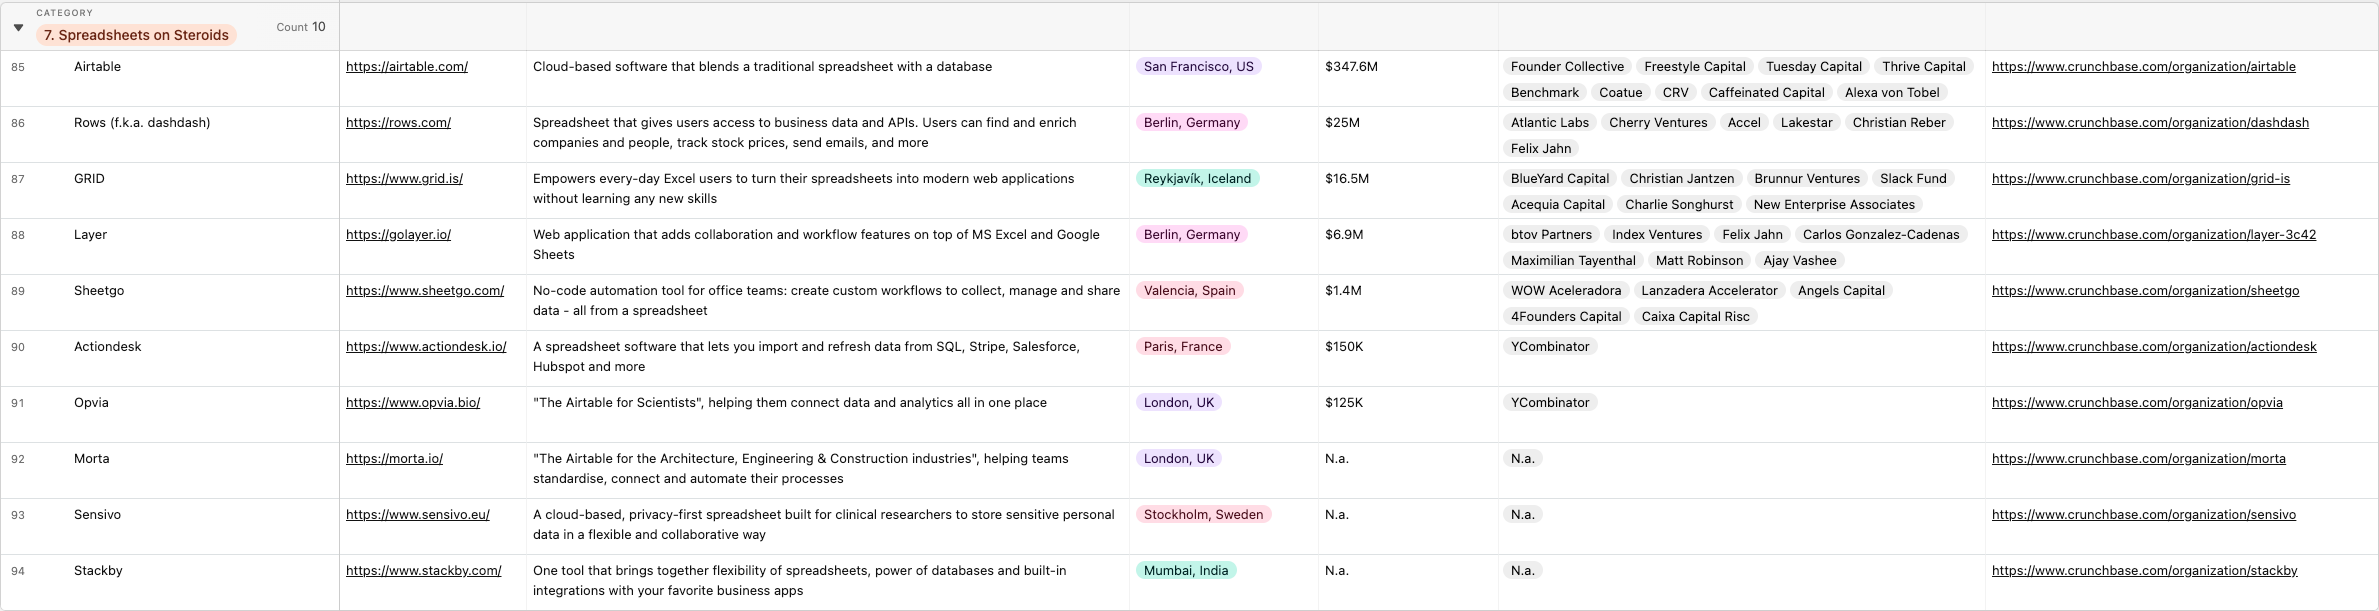 CATEGORY
7. Spreadsheets on Steroids
Count 10
85 Airtable https://airtable.com/ Cloud-based software that blends a traditional spreadsheet with a database San Francisco, US $347.6M Founder Collective Freestyle Capital Tuesday Capital Thrive Capital https://www.crunchbase.com/organization/airtable
Benchmark Coatue CRV Caffeinated Capital Alexa von Tobel
86 Rows (f.k.a. dashdash) https://rows.com/ Spreadsheet that gives users access to business data and APIs. Users can find and enrich Berlin, Germany $25M Atlantic Labs Cherry Ventures Accel Lakestar Christian Reber https://www.crunchbase.com/organization/dashdash
companies and people, track stock prices, send emails, and more Felix Jahn
87 GRID https://www.grid.is/ Empowers every-day Excel users to turn their spreadsheets into modern web applications Reykjavík, Iceland $16.5M BlueYard Capital Christian Jantzen Brunnur Ventures Slack Fund https://www.crunchbase.com/organization/grid-is
without learning any new skills Acequia Capital Charlie Songhurst New Enterprise Associates
88 Layer https://golayer.io/ Web application that adds collaboration and workflow features on top of MS Excel and Google Berlin, Germany $6.9M btov Partners Index Ventures Felix Jahn Carlos Gonzalez-Cadenas https://www.crunchbase.com/organization/layer-3c42
Sheets Maximilian Tayenthal Matt Robinson Ajay Vashee
89 Sheetgo https://www.sheetgo.com/ No-code automation tool for office teams: create custom workflows to collect, manage and share Valencia, Spain $1.4M WOW Aceleradora Lanzadera Accelerator Angels Capital https://www.crunchbase.com/organization/sheetgo
data - all from a spreadsheet 4Founders Capital Caixa Capital Risc
90 Actiondesk https://www.actiondesk.io/ A spreadsheet software that lets you import and refresh data from SQL, Stripe, Salesforce, Paris, France $150K YCombinator https://www.crunchbase.com/organization/actiondesk
Hubspot and more
91 Opvia https://www.opvia.bio/ "The Airtable for Scientists", helping them connect data and analytics all in one place London, UK $125K YCombinator https://www.crunchbase.com/organization/opvia
92 Morta https://morta.io/ "The Airtable for the Architecture, Engineering & Construction industries", helping teams London, UK N.a. N.a. https://www.crunchbase.com/organization/morta
standardise, connect and automate their processes
93 Sensivo https://www.sensivo.eu/ A cloud-based, privacy-first spreadsheet built for clinical researchers to store sensitive personal Stockholm, Sweden N.a. N.a. https://www.crunchbase.com/organization/sensivo
data in a flexible and collaborative way
94 Stackby https://www.stackby.com/ One tool that brings together flexibility of spreadsheets, power of databases and built-in Mumbai, India N.a. N.a. https://www.crunchbase.com/organization/stackby
integrations with your favorite business apps